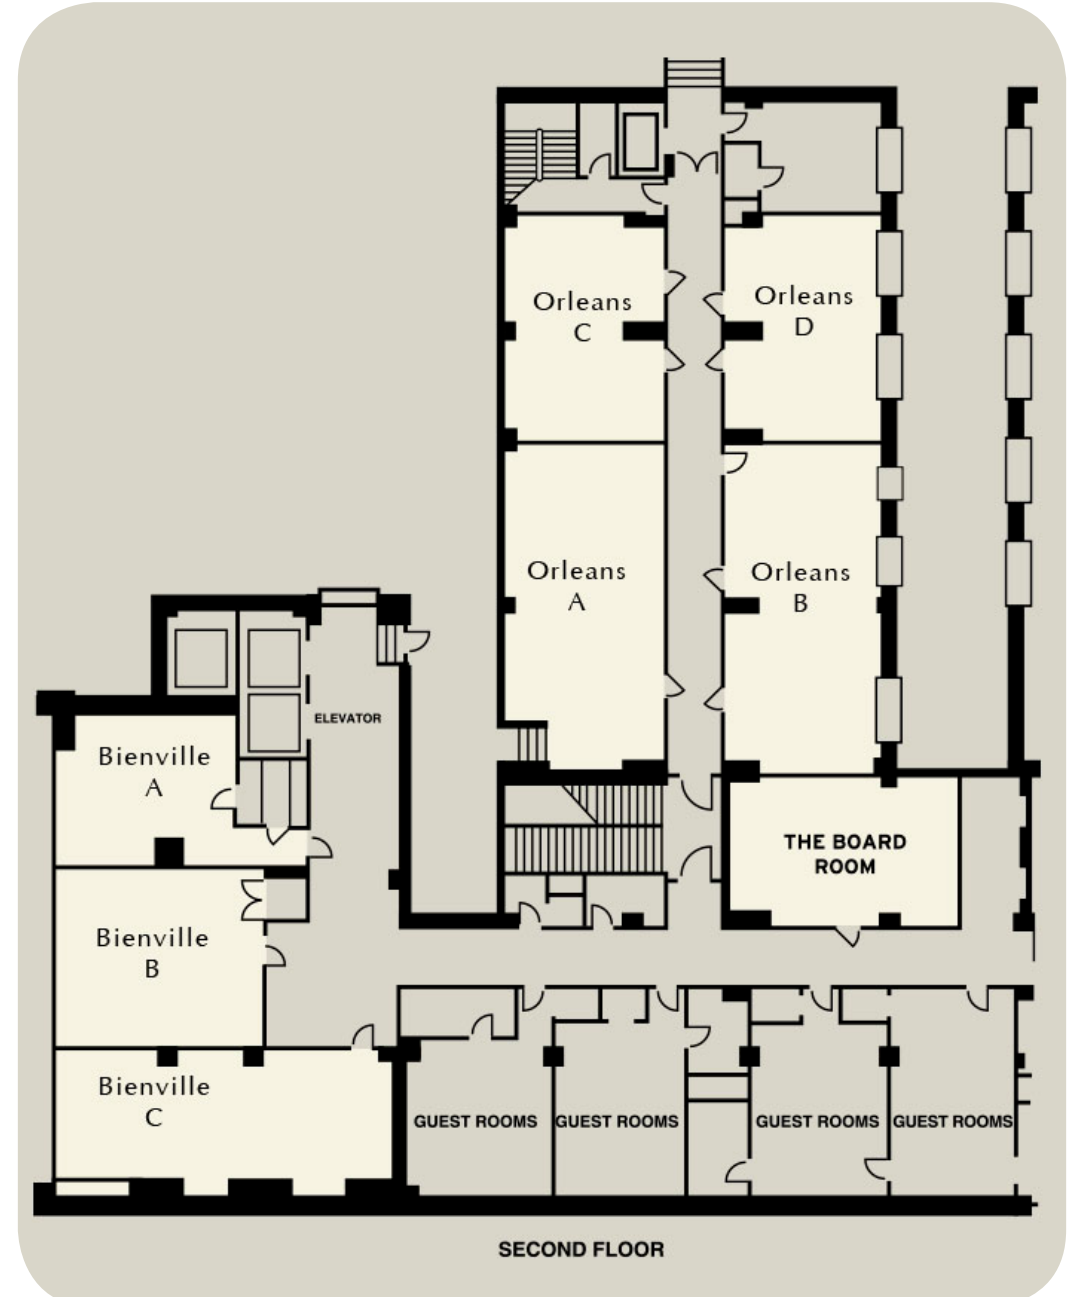 Orleans
C
Orleans
D
Orleans
A
Orleans
B
ELEVATOR
Bienville
A
THE BOARD
ROOM
Bienville
B
Bienville
C
GUEST ROOMS
GUEST ROOMS
GUEST ROOMS
GUEST ROOMS
SECOND FLOOR